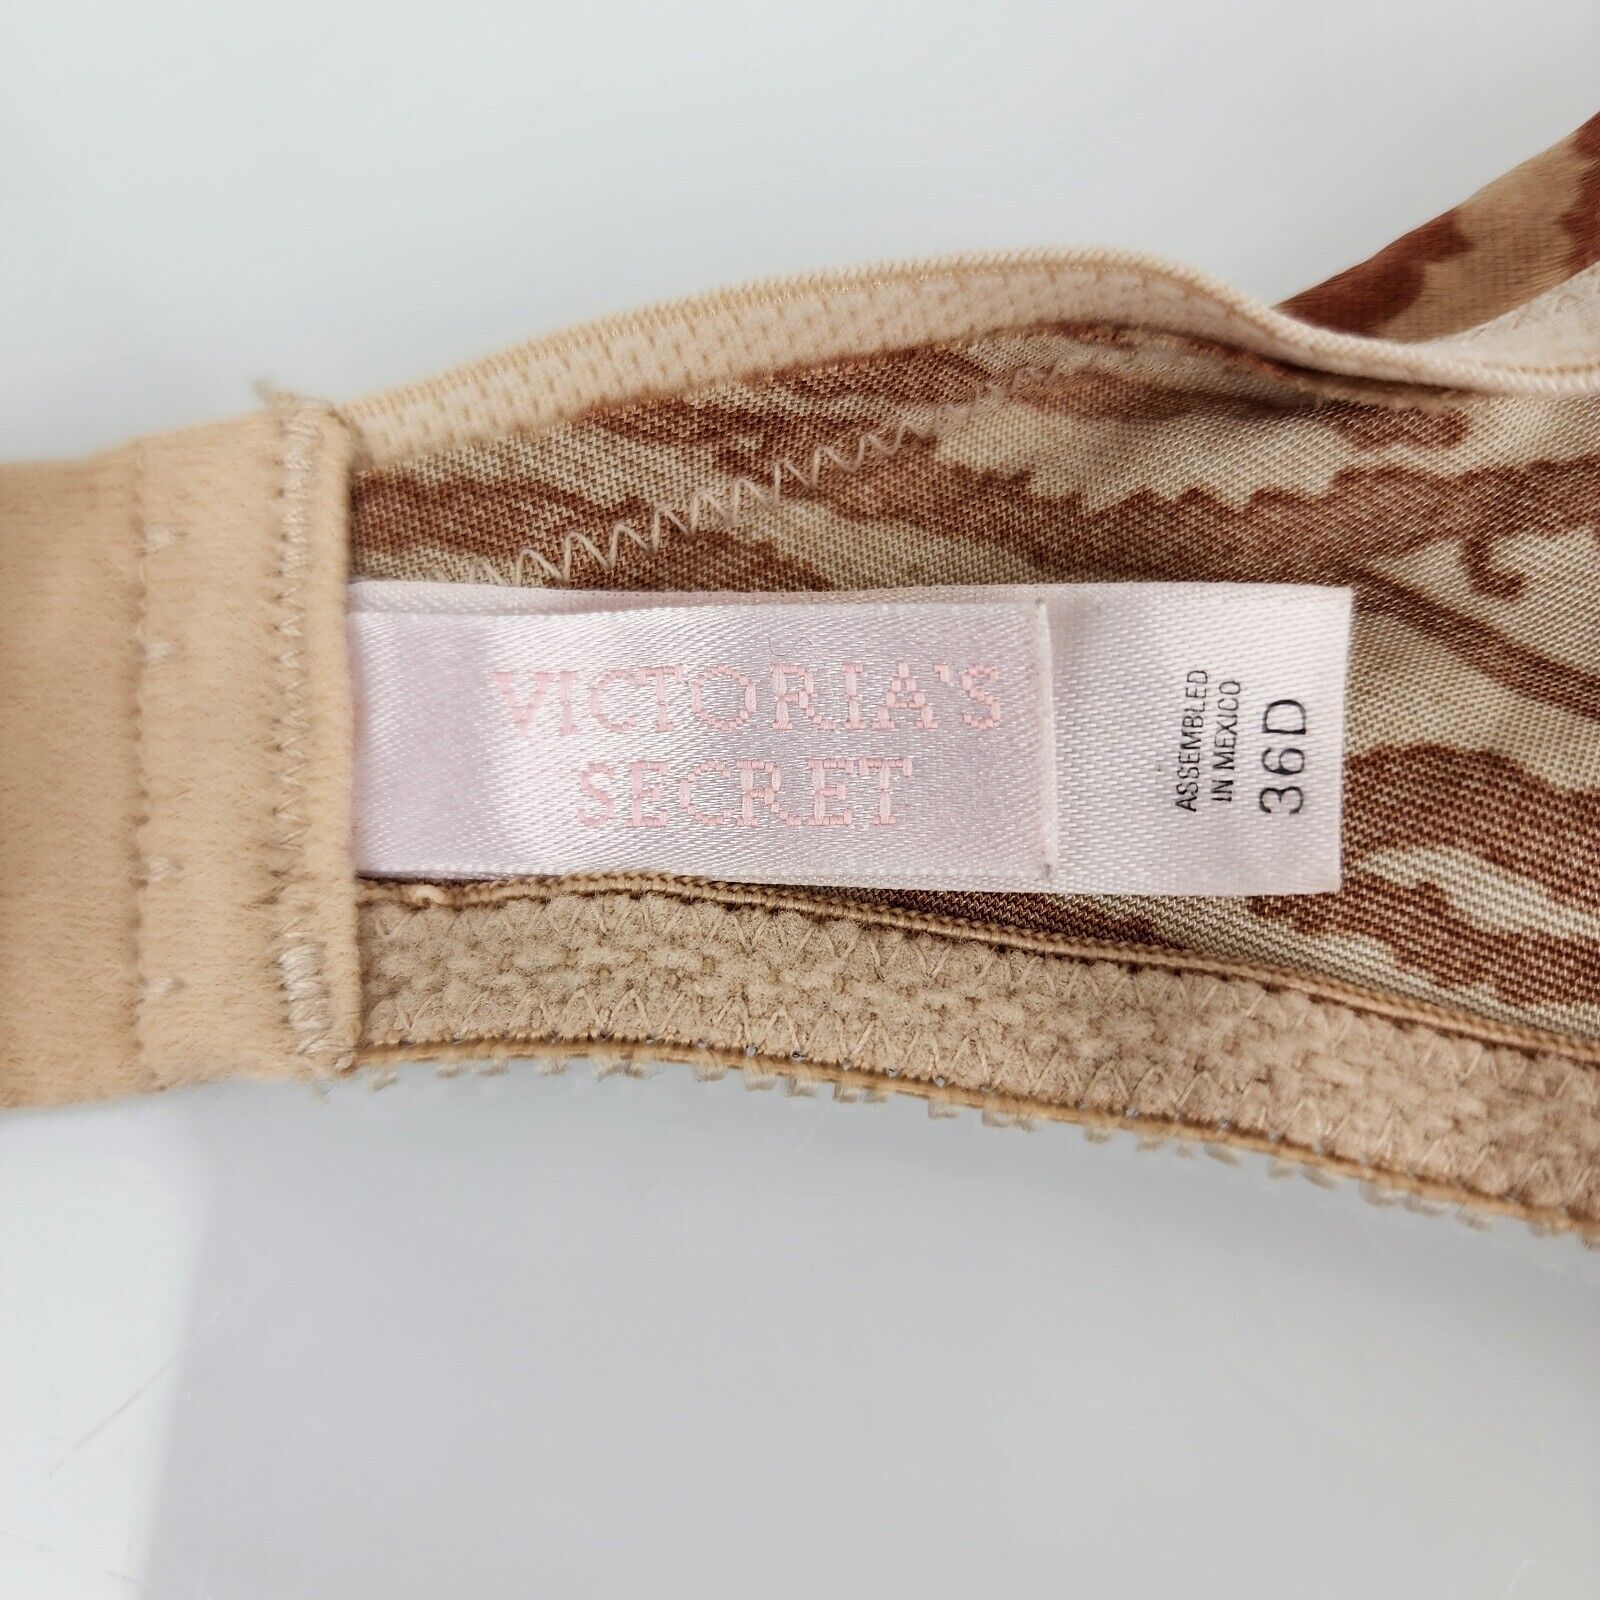 VICTORIA'S
SECRET
ASSEMBLED
IN MEXICO
36D